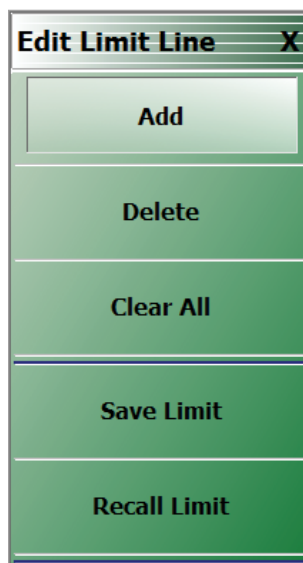 Edit Limit Line X
Add
Delete
Clear All
Save Limit
Recall Limit